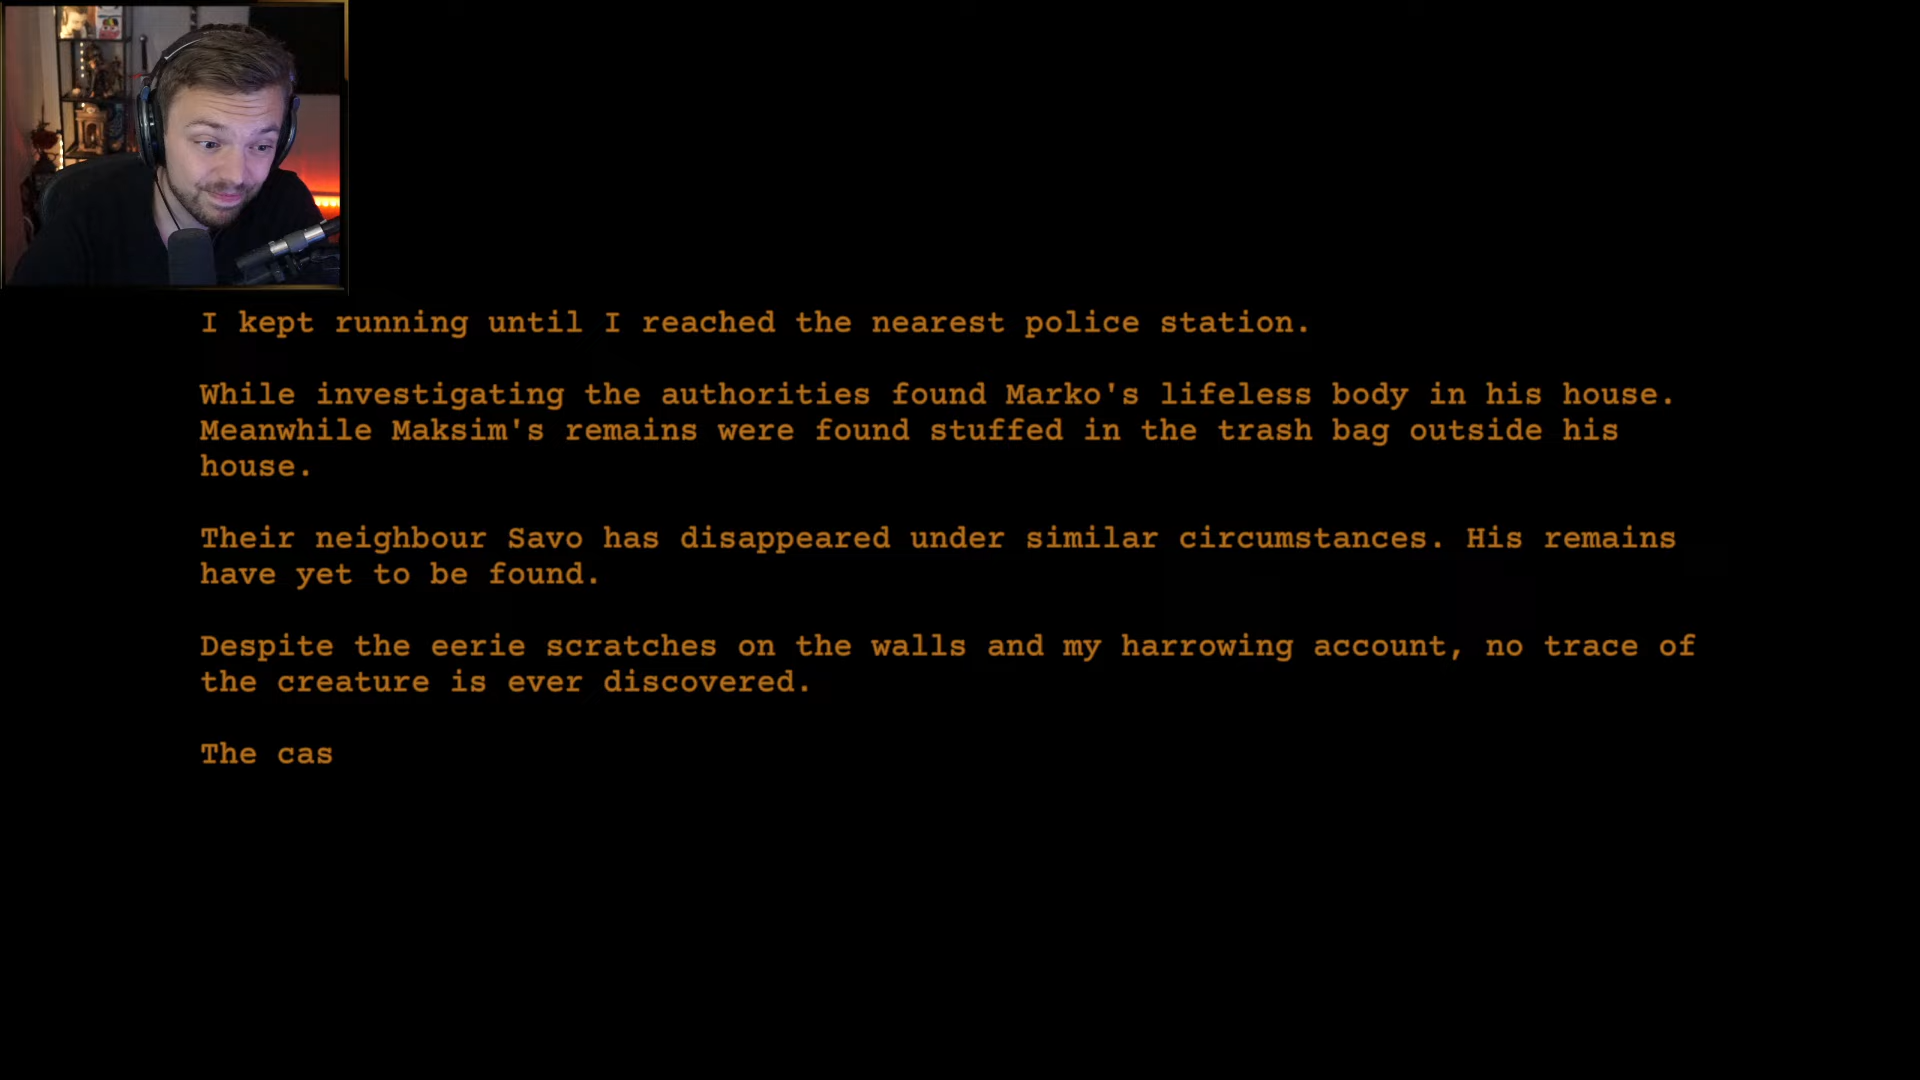 I kept running until I reached the nearest police station.
While investigating the authorities found Marko's lifeless body in his house.
Meanwhile Maksim's remains were found stuffed in the trash bag outside his
house.
Their neighbour Savo has disappeared under similar circumstances. His remains
have yet to be found.
Despite the eerie scratches on the walls and my harrowing account, no trace of
the creature is ever discovered.
The cas